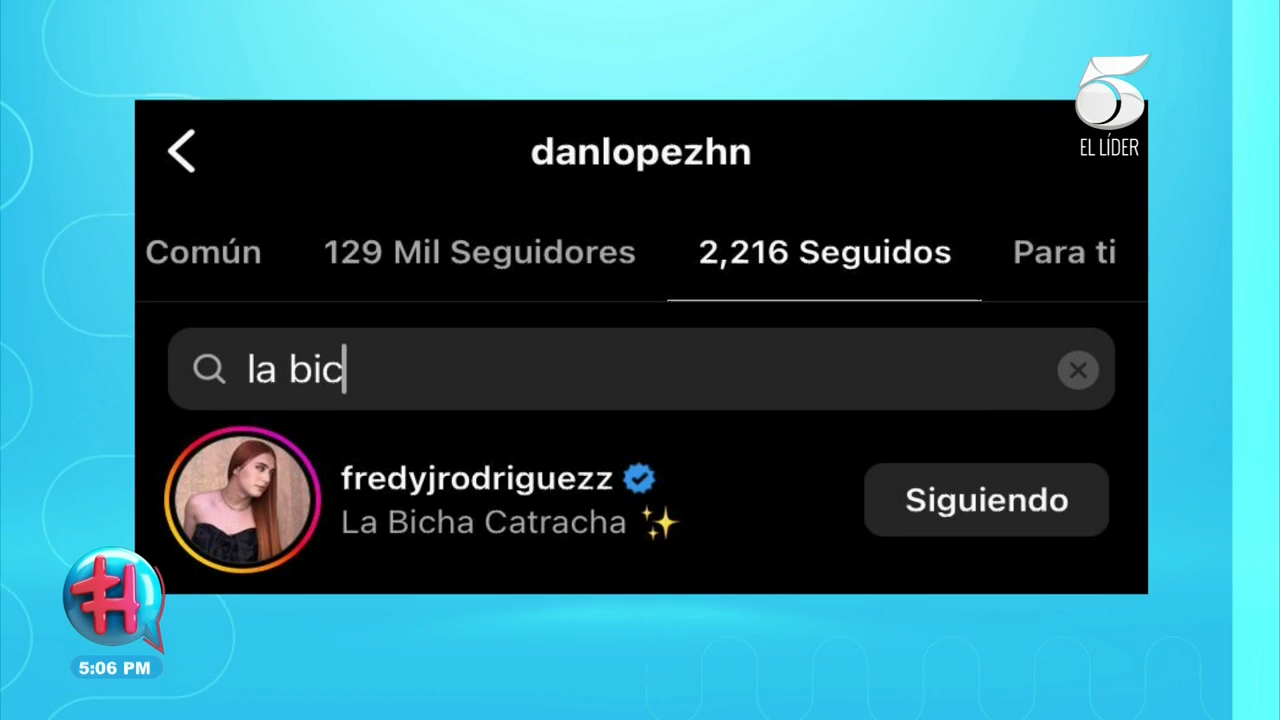 5
EL LÍDER
danlopezhn
Común 129 Mil Seguidores 2,216 Seguidos Para ti
la bic
fredyjrodriguezz
La Bicha Catracha ✨
Siguiendo
#
5:06 PM